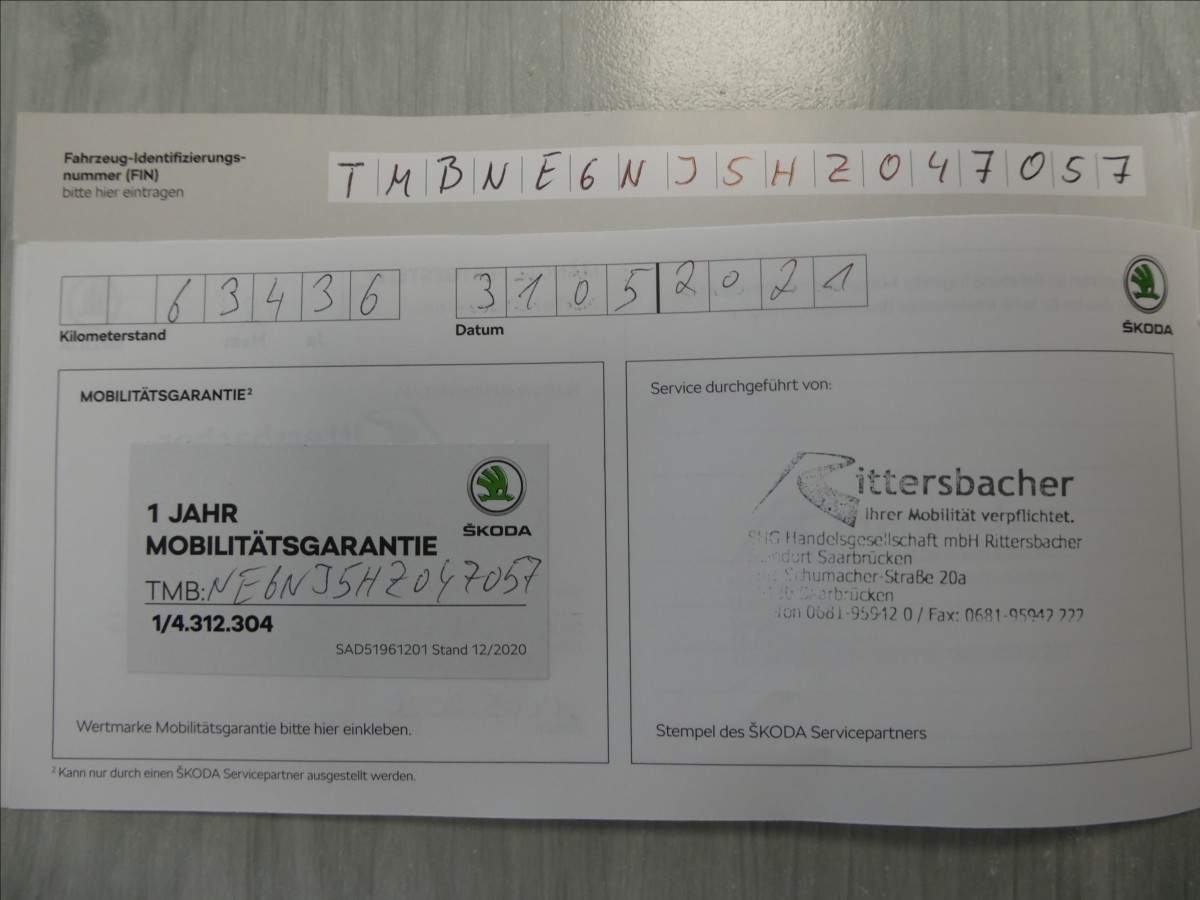 Fahrzeug-Identifizierungs-
nummer (FIN)
bitte hier eintragen
TMBNE6NJ5HZ047057
63436
Kilometerstand
31052021
Datum
ŠKODA
MOBILITÄTSGARANTIE²
1 JAHR
MOBILITÄTSGARANTIE
ŠKODA
TMB:NE6NJ5HZ047057
1/4.312.304
SAD51961201 Stand 12/2020
Wertmarke Mobilitätsgarantie bitte hier einkleben.
² Kann nur durch einen ŠKODA Servicepartner ausgestellt werden.
Service durchgeführt von:
Rittersbacher
Ihrer Mobilität verpflichtet.
Handelsgesellschaft mbH Rittersbacher
Saarbrücken
Schumacher-Straße 20a
Saarbrücken
0681-95942 0 / Fax: 0681-95942 222
Stempel des ŠKODA Servicepartners